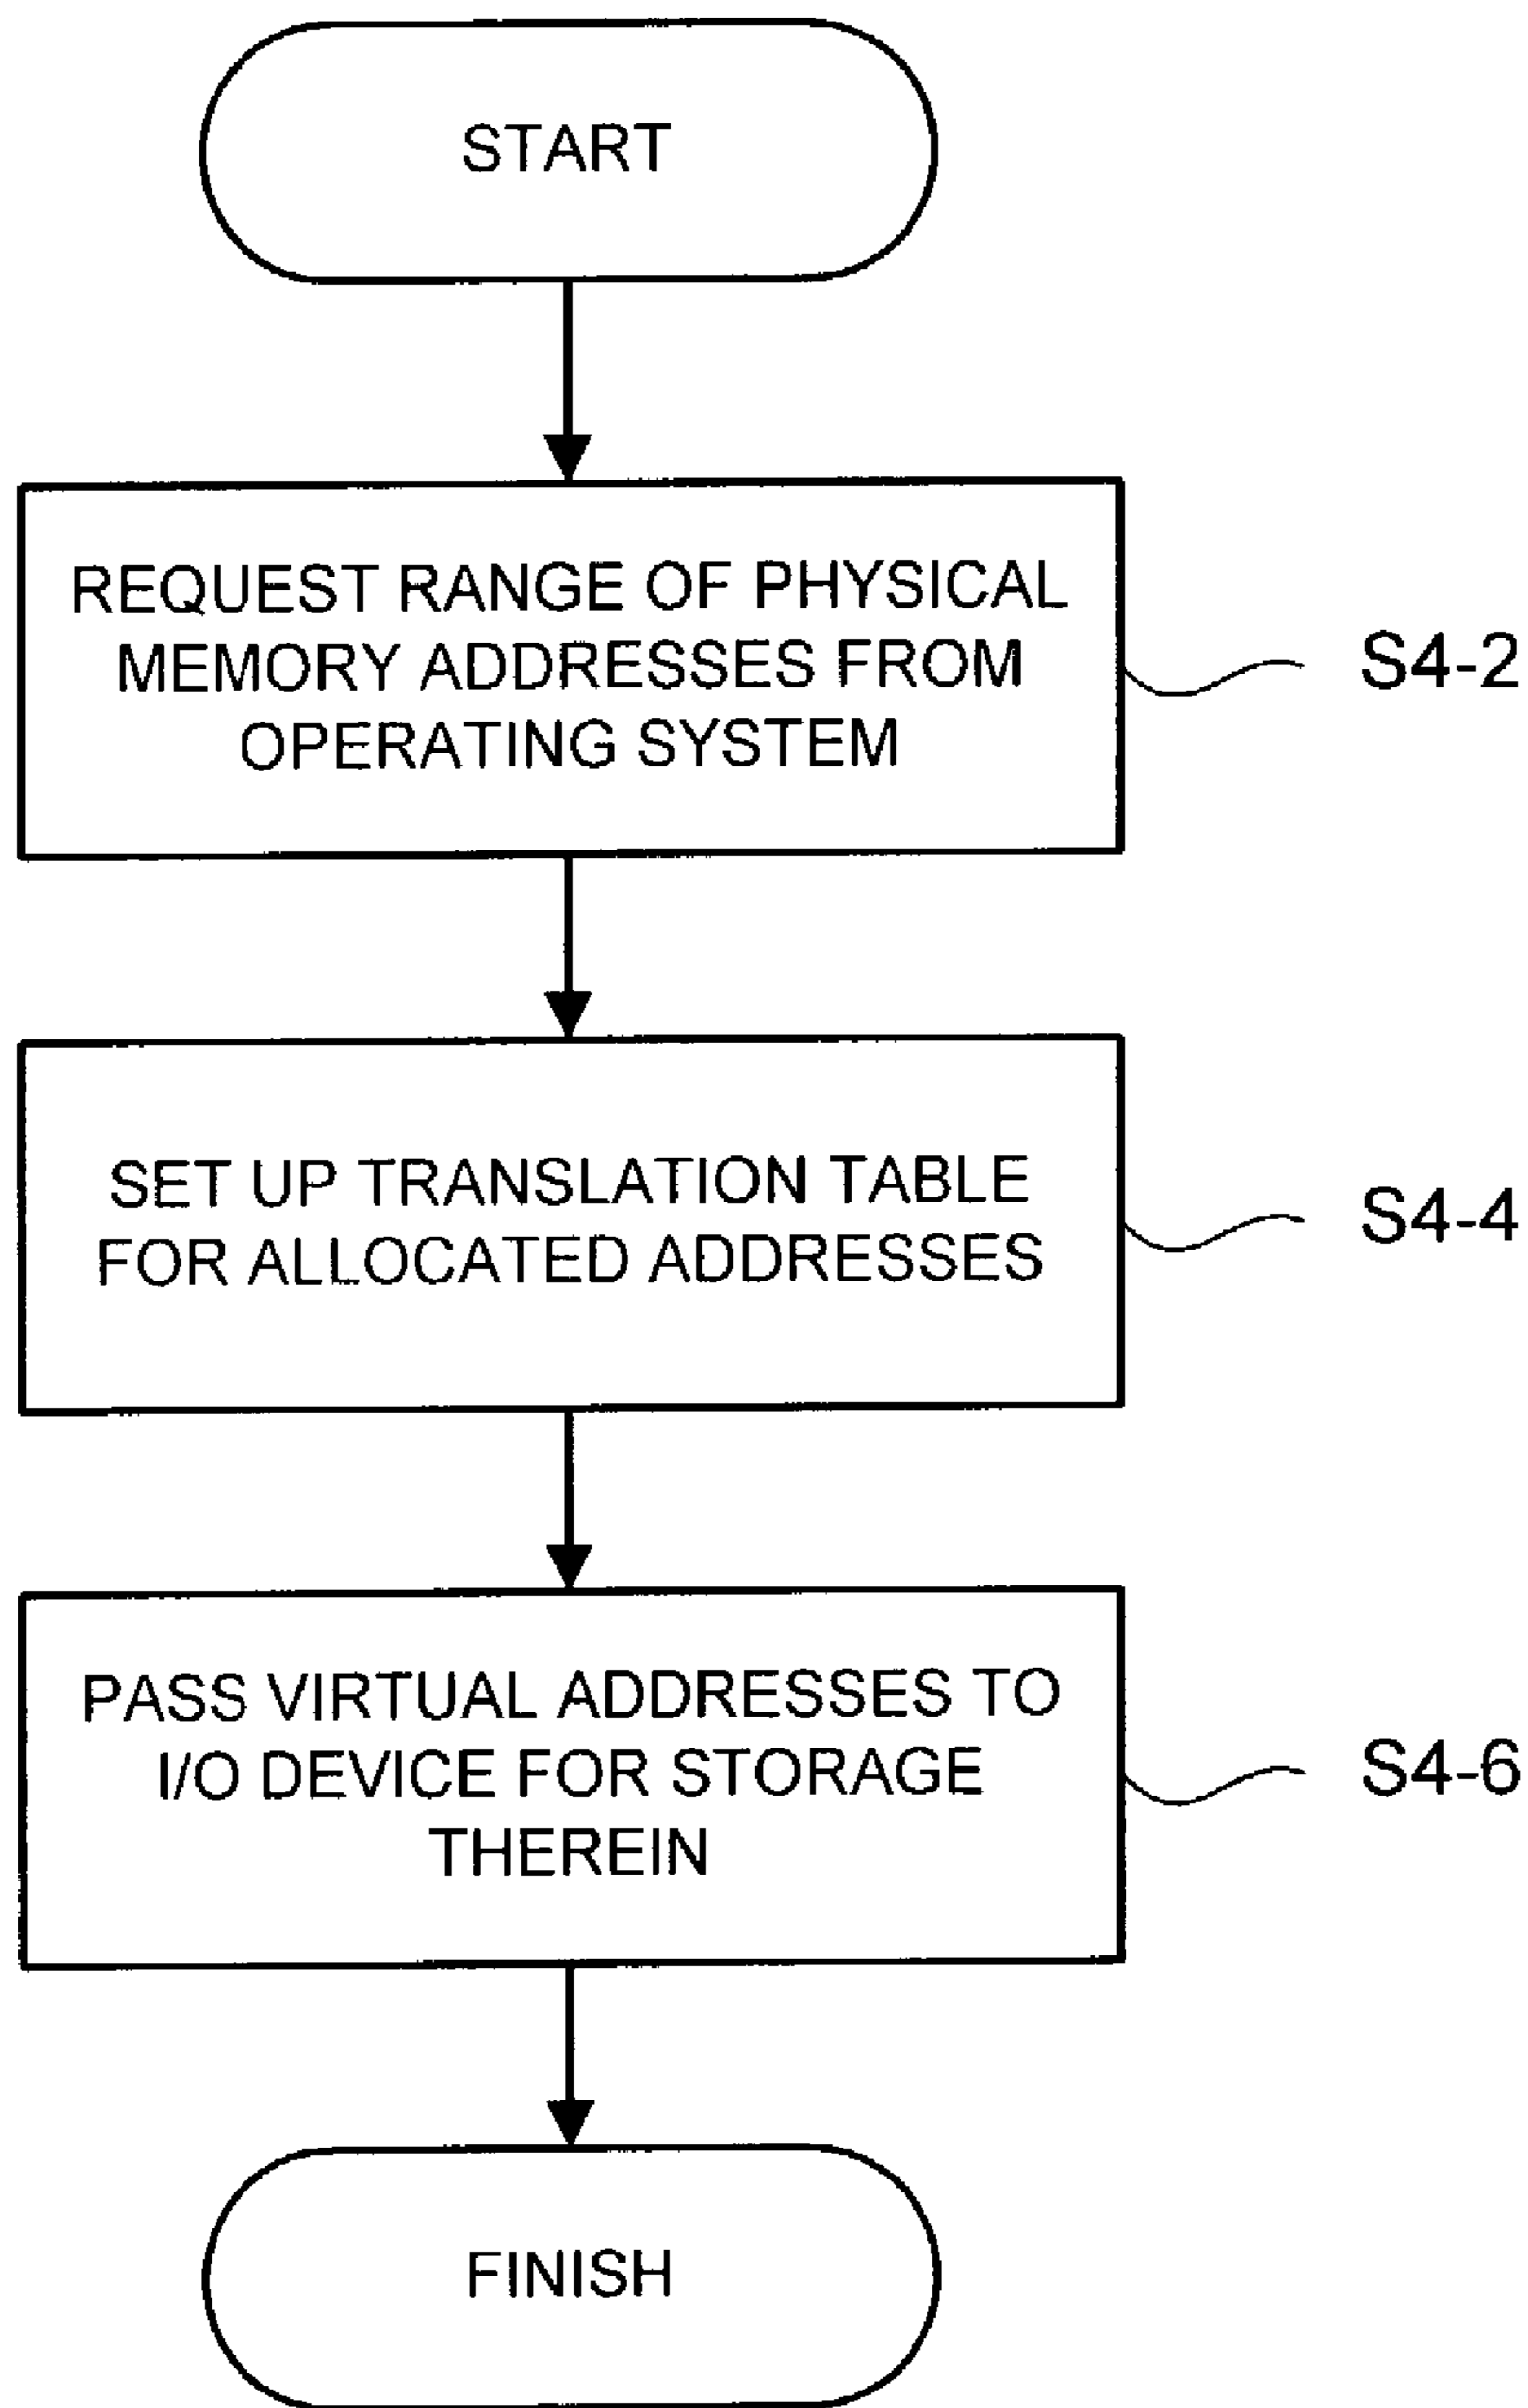 START
REQUEST RANGE OF PHYSICAL
MEMORY ADDRESSES FROM
OPERATING SYSTEM
S4-2
SET UP TRANSLATION TABLE
FOR ALLOCATED ADDRESSES
S4-4
PASS VIRTUAL ADDRESSES TO
I/O DEVICE FOR STORAGE
THEREIN
S4-6
FINISH